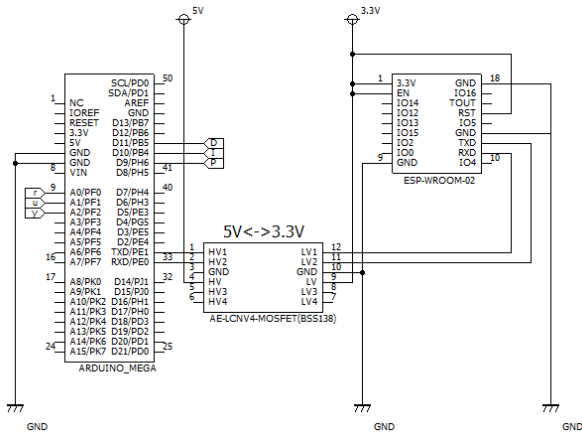 5V
3.3V
SCL/PD0 50
SDA/PD1
1 NC AREF
IOREF GND
RESET D13/PB7
3.3V D12/PB6
5V D11/PB5 D
GND D10/PB4 I
GND D9/PH6 P
8 VIN D8/PH5 41
r 9 A0/PF0 D7/PH4 40
u A1/PF1 D6/PH3
y A2/PF2 D5/PE3
A3/PF3 D4/PG5
A4/PF4 D3/PE5
A5/PF5 D2/PE4
A6/PF6 TXD/PE1
16 A7/PF7 RXD/PE0 33
17 A8/PK0 D14/PJ1 32
A9/PK1 D15/PJ0
A10/PK2 D16/PH1
A11/PK3 D17/PH0
A12/PK4 D18/PD3
A13/PK5 D19/PD2
A14/PK6 D20/PD1
24 A15/PK7 D21/PD0 25
ARDUINO_MEGA
5V<->3.3V
1 HV1 LV1 12
2 HV2 LV2 11
3 GND GND 10
4 HV LV 9
5 HV3 LV3 8
6 HV4 LV4 7
AE-LCNV4-MOSFET(BSS138)
1 3.3V GND 18
EN IO16
IO14 TOUT
IO12 RST
IO13 IO5
IO15 GND
IO2 TXD
IO0 RXD
9 GND IO4 10
ESP-WROOM-02
GND
GND
GND